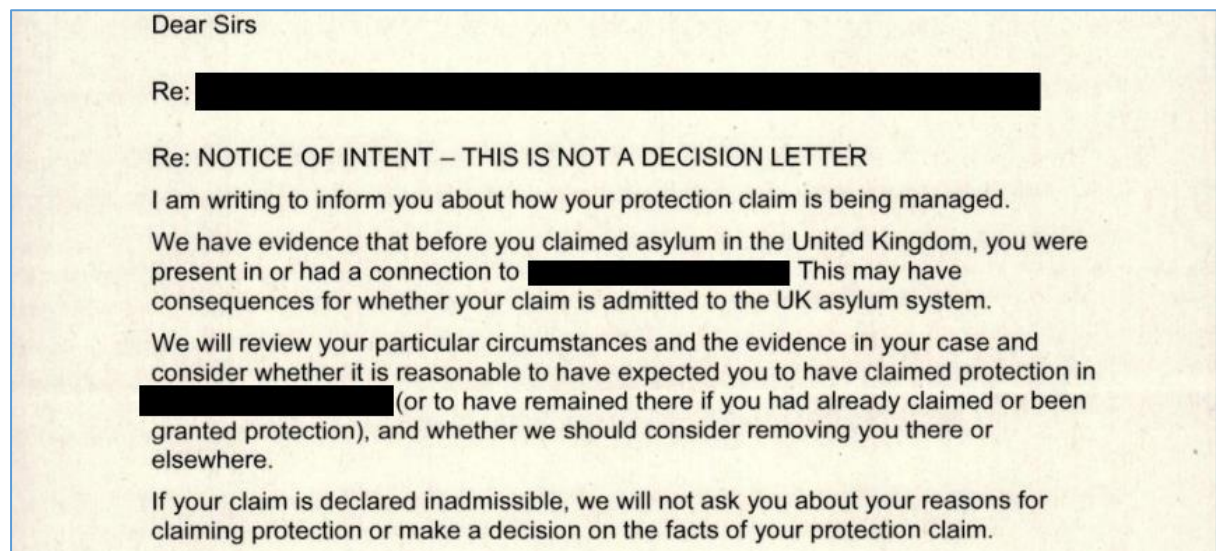 Dear Sirs
Re:
Re: NOTICE OF INTENT – THIS IS NOT A DECISION LETTER
I am writing to inform you about how your protection claim is being managed.
We have evidence that before you claimed asylum in the United Kingdom, you were
present in or had a connection to This may have
consequences for whether your claim is admitted to the UK asylum system.
We will review your particular circumstances and the evidence in your case and
consider whether it is reasonable to have expected you to have claimed protection in
(or to have remained there if you had already claimed or been
granted protection), and whether we should consider removing you there or
elsewhere.
If your claim is declared inadmissible, we will not ask you about your reasons for
claiming protection or make a decision on the facts of your protection claim.